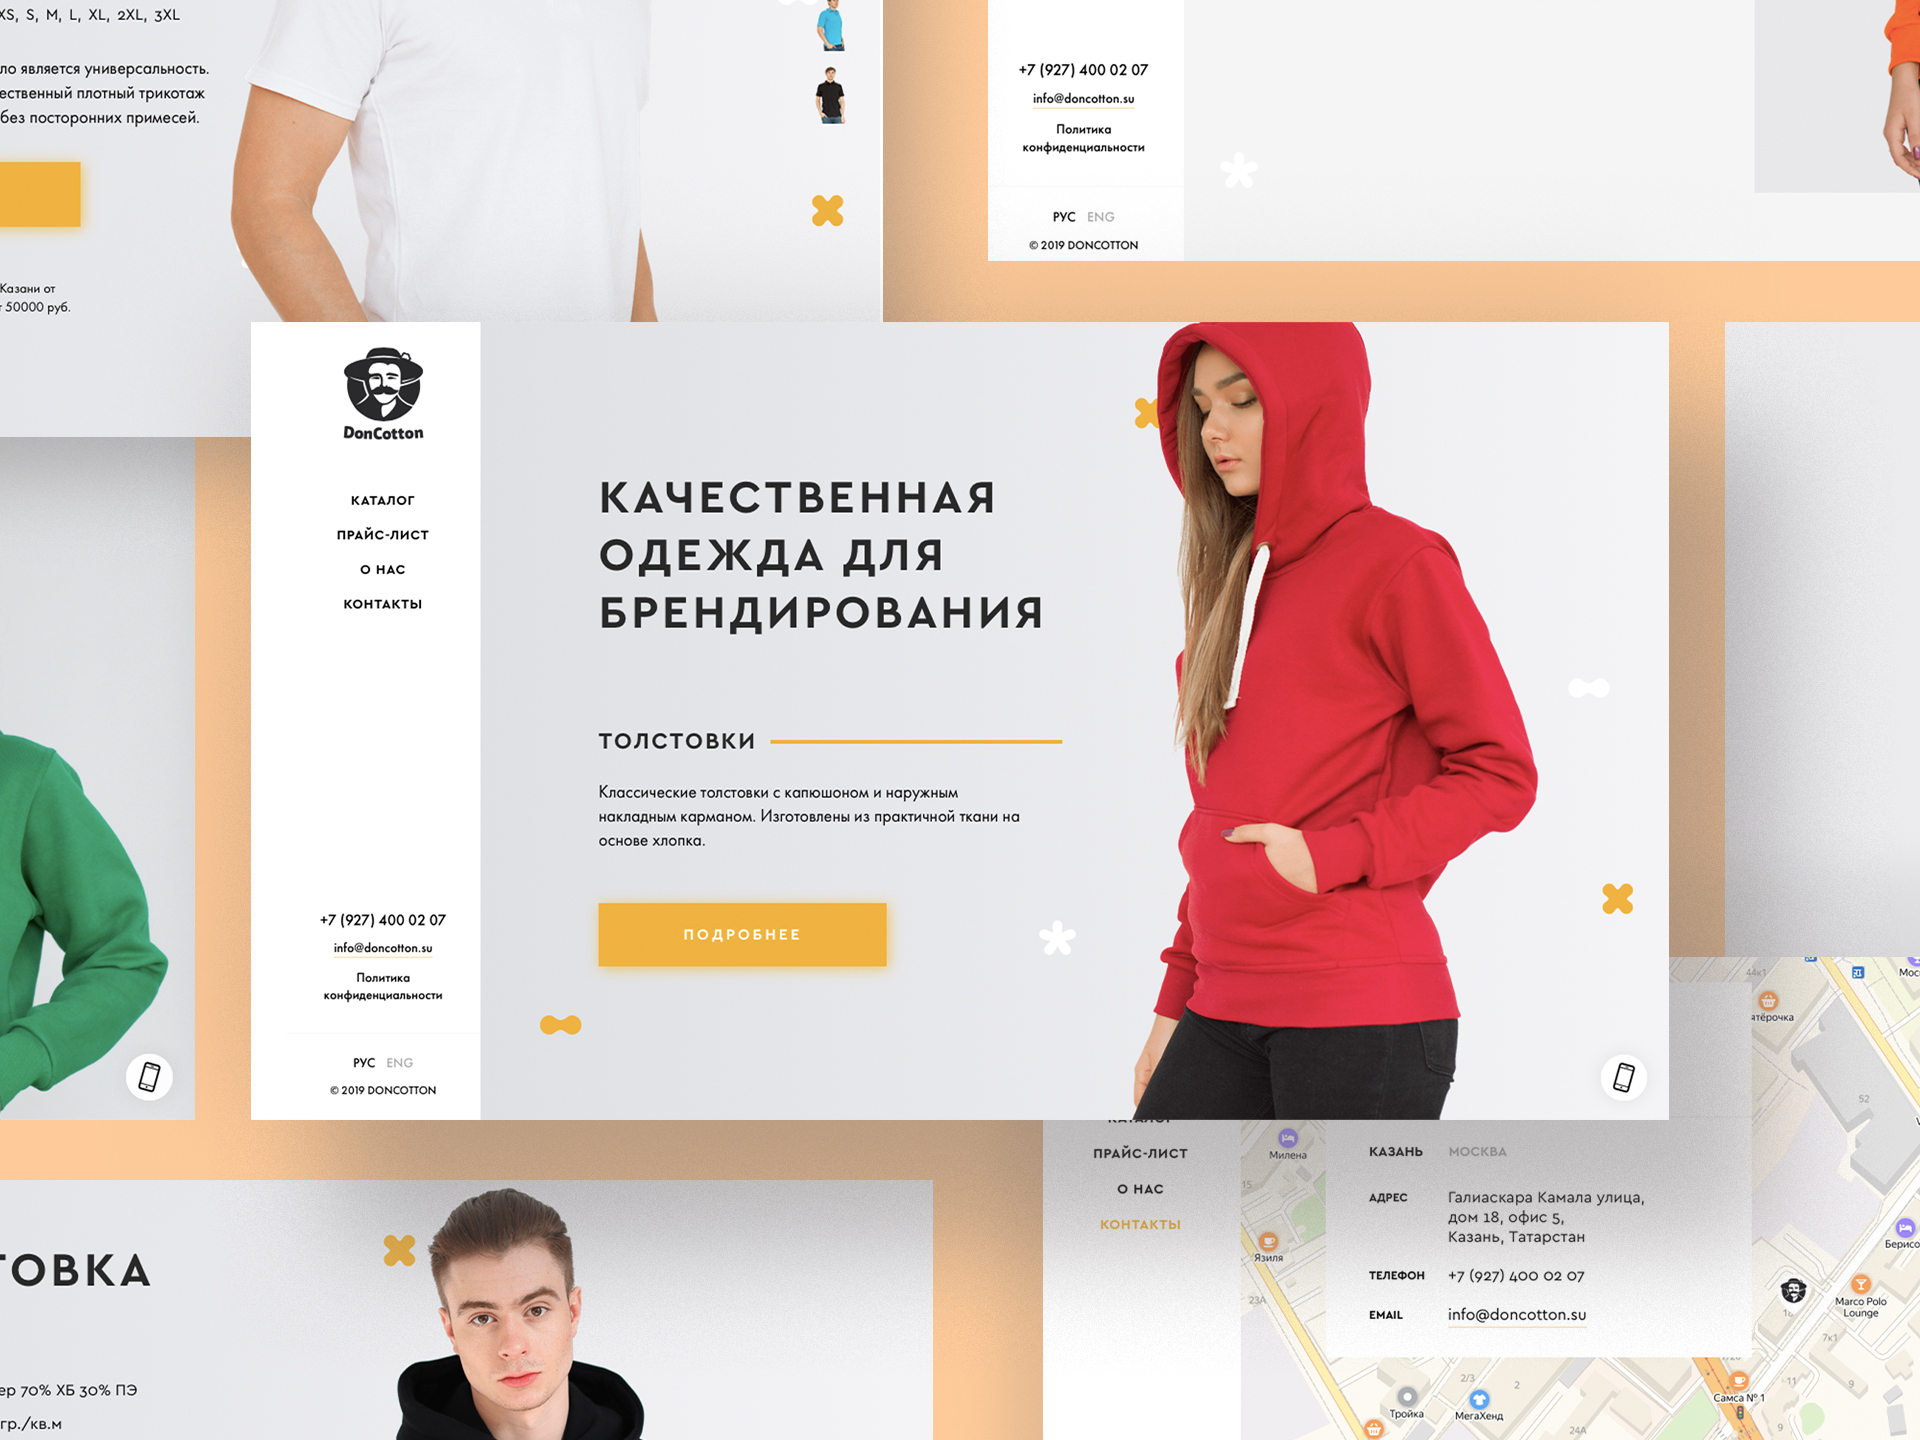 XS, S, M, L, XL, 2XL, 3XL
ло является универсальность.
ественный плотный трикотаж
без посторонних примесей.
Казани от
50000 руб.
+7 (927) 400 02 07
info@doncotton.su
Политика
конфиденциальности
РУС ENG
© 2019 DONCOTTON
DonCotton
КАТАЛОГ
ПРАЙС-ЛИСТ
О НАС
КОНТАКТЫ
+7 (927) 400 02 07
info@doncotton.su
Политика
конфиденциальности
РУС ENG
© 2019 DONCOTTON
КАЧЕСТВЕННАЯ
ОДЕЖДА ДЛЯ
БРЕНДИРОВАНИЯ
ТОЛСТОВКИ
Классические толстовки с капюшоном и наружным
накладным карманом. Изготовлены из практичной ткани на
основе хлопка.
ПОДРОБНЕЕ
ТОВКА
ер 70% ХБ 30% ПЭ
гр./кв.м
КАТАЛОГ
ПРАЙС-ЛИСТ
О НАС
КОНТАКТЫ
КАЗАНЬ МОСКВА
АДРЕС Галиаскара Камала улица,
дом 18, офис 5,
Казань, Татарстан
ТЕЛЕФОН +7 (927) 400 02 07
EMAIL info@doncotton.su
44к1
Мос
ятёрочка
52
Милена
15
Язиля
23А
Берисо
Marco Polo
Lounge
7к1
Самса № 1
11
9
9
2/3
2
Тройка
МегаХенд
24А